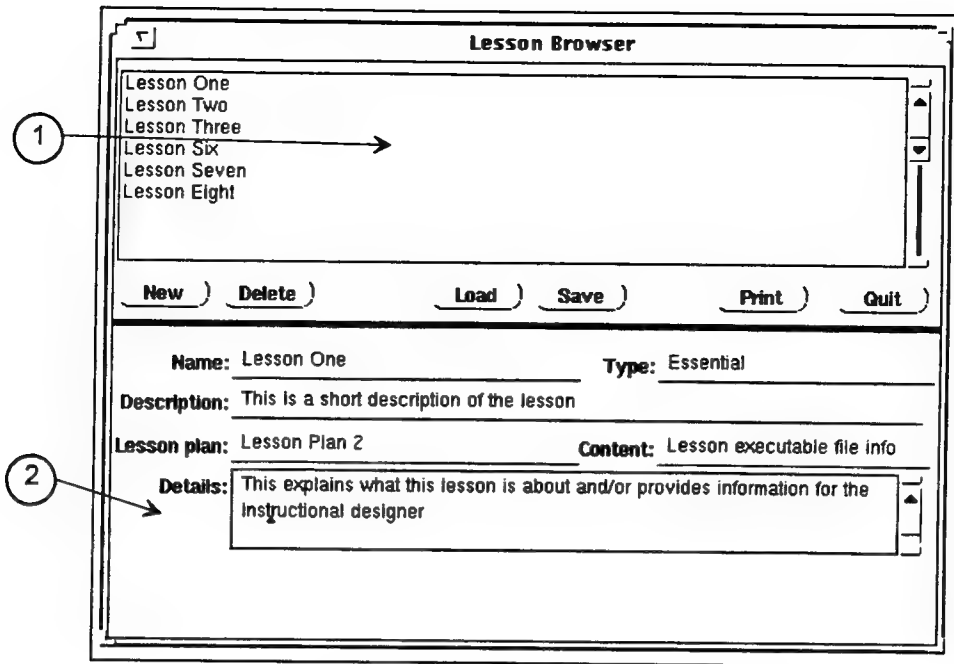 Lesson Browser
Lesson One
Lesson Two
Lesson Three
Lesson Six
Lesson Seven
Lesson Eight
1
New Delete Load Save Print Quit
Name: Lesson One Type: Essential
Description: This is a short description of the lesson
Lesson plan: Lesson Plan 2 Content: Lesson executable file info
2
Details: This explains what this lesson is about and/or provides information for the
instructional designer